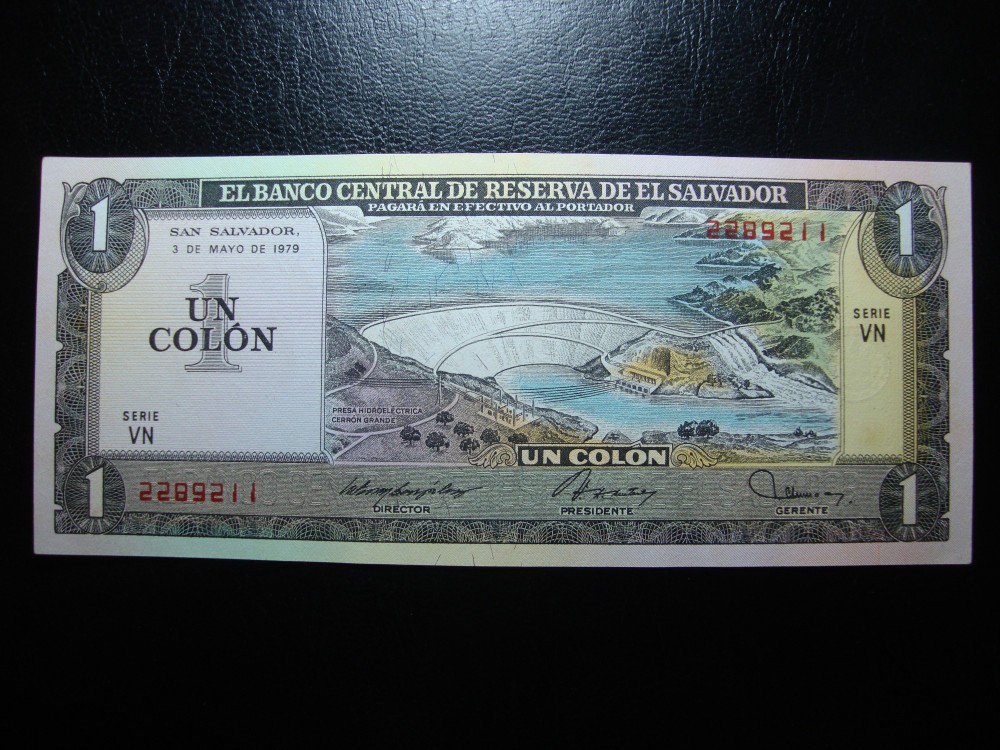 EL BANCO CENTRAL DE RESERVA DE EL SALVADOR
PAGARÁ EN EFECTIVO AL PORTADOR
1
1
SAN SALVADOR,
3 DE MAYO DE 1979
2289211
1
UN
COLÓN
SERIE
VN
SERIE
VN
PRESA HIDROELECTRICA
CERRON GRANDE
UN COLON
1
2289211
DIRECTOR
PRESIDENTE
GERENTE
1